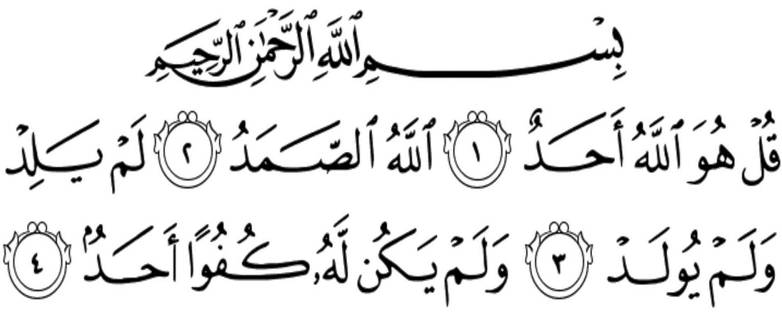 بِسْمِ ٱللَّهِ ٱلرَّحْمَٰنِ ٱلرَّحِيمِ
قُلْ هُوَ ٱللَّهُ أَحَدٌ ١ ٱللَّهُ ٱلصَّمَدُ ٢ لَمْ يَلِدْ
وَلَمْ يُولَدْ ٣ وَلَمْ يَكُن لَّهُۥ كُفُوًا أَحَدٌۢ ٤